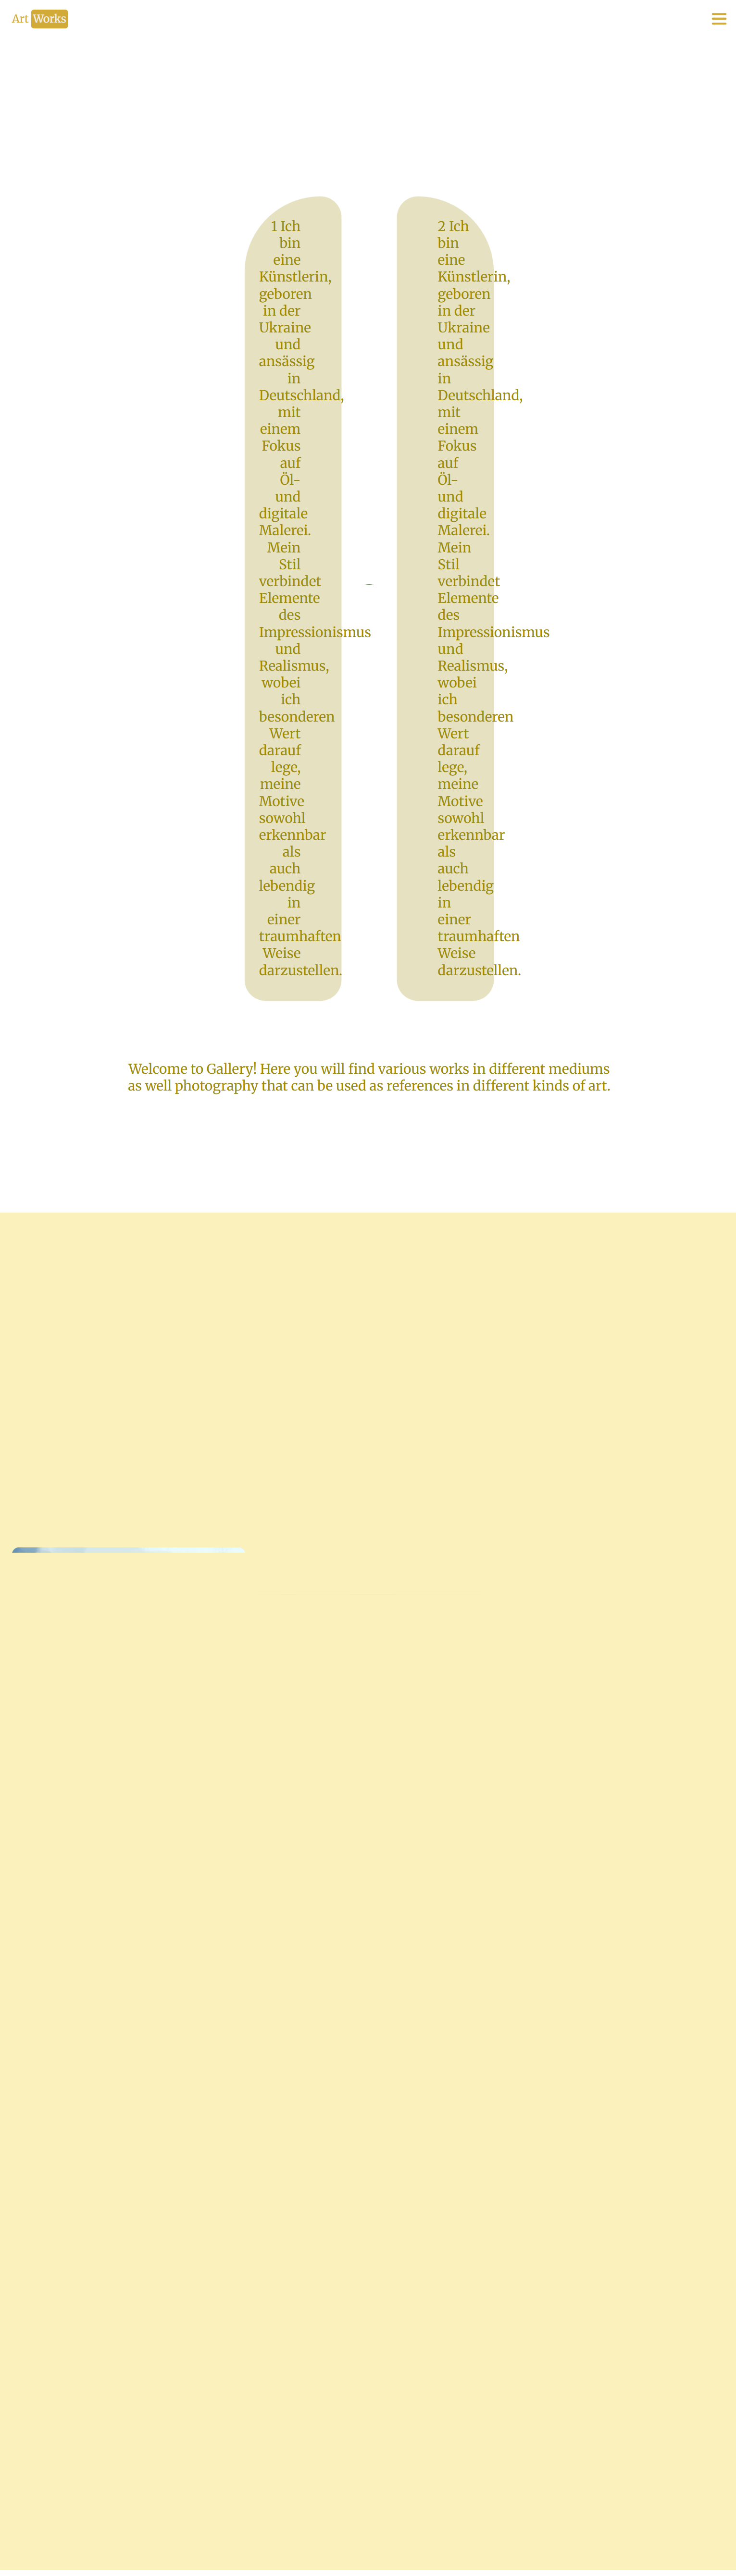 Art Works
1 Ich
bin
eine
Künstlerin,
geboren
in der
Ukraine
und
ansässig
in
Deutschland,
mit
einem
Fokus
auf
Öl-
und
digitale
Malerei.
Mein
Stil
verbindet
Elemente
des
Impressionismus
und
Realismus,
wobei
ich
besonderen
Wert
darauf
lege,
meine
Motive
sowohl
erkennbar
als
auch
lebendig
in
einer
traumhaften
Weise
darzustellen.
2 Ich
bin
eine
Künstlerin,
geboren
in der
Ukraine
und
ansässig
in
Deutschland,
mit
einem
Fokus
auf
Öl-
und
digitale
Malerei.
Mein
Stil
verbindet
Elemente
des
Impressionismus
und
Realismus,
wobei
ich
besonderen
Wert
darauf
lege,
meine
Motive
sowohl
erkennbar
als
auch
lebendig
in
einer
traumhaften
Weise
darzustellen.
Welcome to Gallery! Here you will find various works in different mediums
as well photography that can be used as references in different kinds of art.